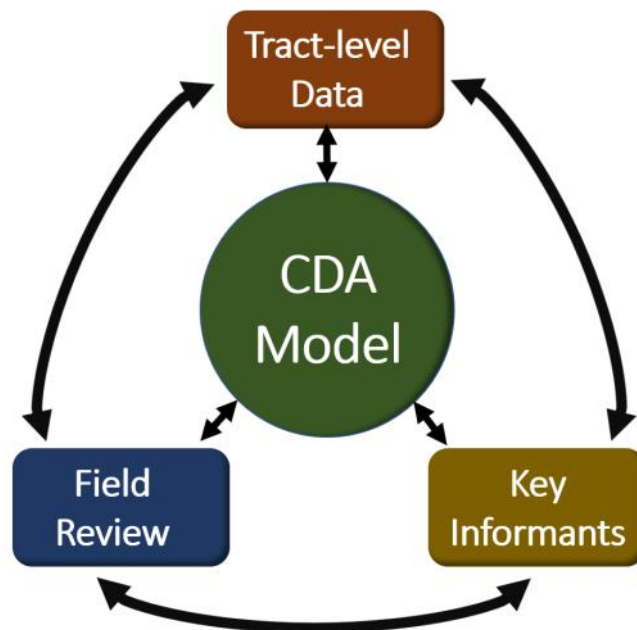 Tract-level
Data
CDA
Model
Field
Review
Key
Informants